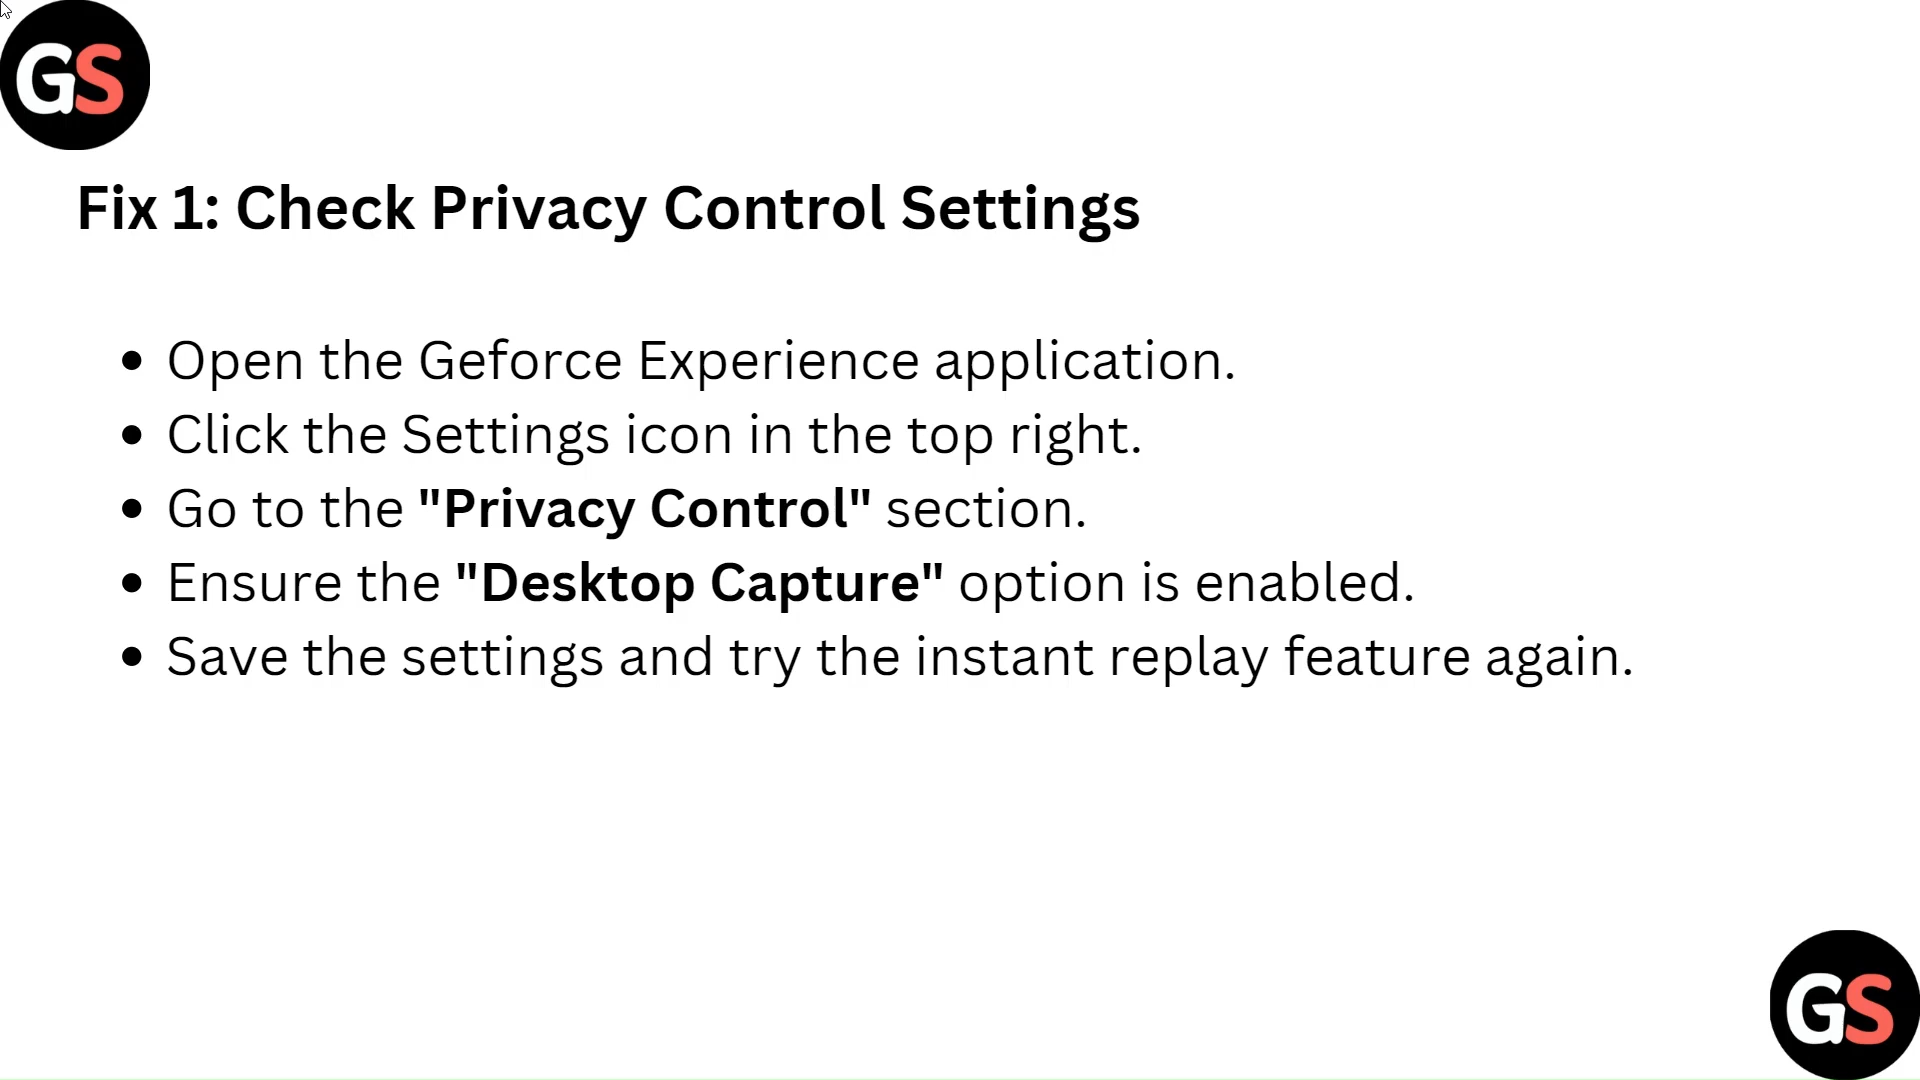 GS
Fix 1: Check Privacy Control Settings
• Open the Geforce Experience application.
• Click the Settings icon in the top right.
• Go to the "Privacy Control" section.
• Ensure the "Desktop Capture" option is enabled.
• Save the settings and try the instant replay feature again.
GS